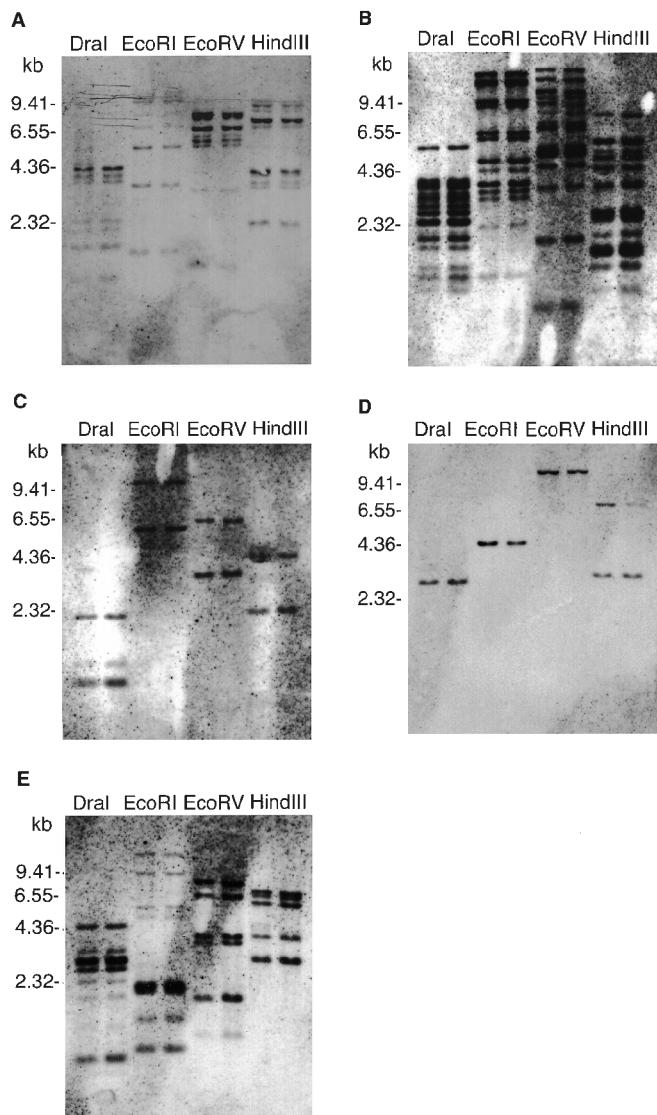 A
DraI EcoRI EcoRV HindIII
kb
9.41-
6.55-
4.36-
2.32-
B
DraI EcoRI EcoRV HindIII
kb
9.41-
6.55-
4.36-
2.32-
C
DraI EcoRI EcoRV HindIII
kb
9.41-
6.55-
4.36-
2.32-
D
DraI EcoRI EcoRV HindIII
kb
9.41-
6.55-
4.36-
2.32-
E
DraI EcoRI EcoRV HindIII
kb
9.41-
6.55-
4.36-
2.32-